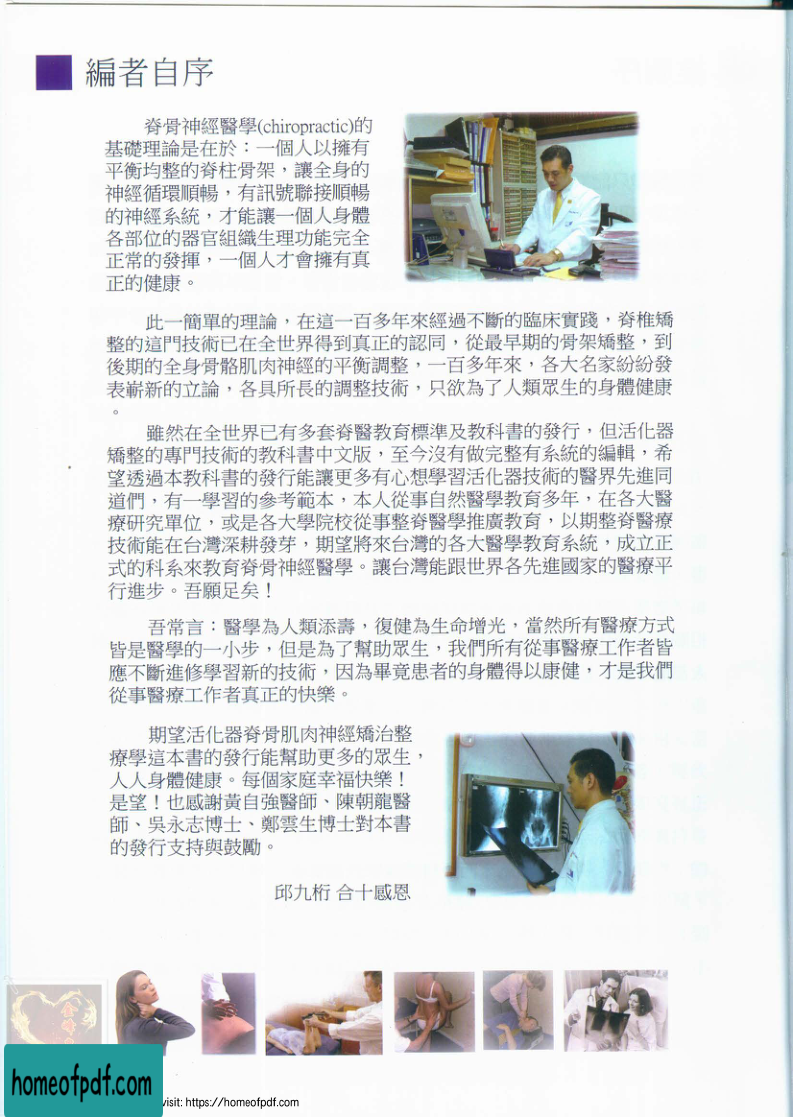 編者自序
脊骨神經醫學(chiropractic)的
基礎理論是在於：一個人以擁有
平衡均整的脊柱骨架，讓全身的
神經循環順暢，有訊號聯接順暢
的神經系統，才能讓一個人身體
各部位的器官組織生理功能完全
正常的發揮，一個人才會擁有真
正的健康。
此一簡單的理論，在這一百多年來經過不斷的臨床實踐，脊椎矯
整的這門技術已在全世界得到真正的認同，從最早期的骨架矯整，到
後期的全身骨骼肌肉神經的平衡調整，一百多年來，各大名家紛紛發
表嶄新的立論，各具所長的調整技術，只欲為了人類眾生的身體健康
。
雖然在全世界已有多套脊醫教育標準及教科書的發行，但活化器
矯整的專門技術的教科書中文版，至今沒有做完整有系統的編輯，希
望透過本教科書的發行能讓更多有心想學習活化器技術的醫界先進同
道們，有一學習的參考範本，本人從事自然醫學教育多年，在各大醫
療研究單位，或是各大學院校從事整脊醫學推廣教育，以期整脊醫療
技術能在台灣深耕發芽，期望將來台灣的各大醫學教育系統，成立正
式的科系來教育脊骨神經醫學。讓台灣能跟世界各先進國家的醫療平
行進步。吾願足矣！
吾常言：醫學為人類添壽，復健為生命增光，當然所有醫療方式
皆是醫學的一小步，但是為了幫助眾生，我們所有從事醫療工作者皆
應不斷進修學習新的技術，因為畢竟患者的身體得以康健，才是我們
從事醫療工作者真正的快樂。
期望活化器脊骨肌肉神經矯治整
療學這本書的發行能幫助更多的眾生，
人人身體健康。每個家庭幸福快樂！
是望！也感謝黃自強醫師、陳朝龍醫
師、吳永志博士、鄭雲生博士對本書
的發行支持與鼓勵。
邱九桁 合十感恩
homeofpdf.com
visit: https://homeofpdf.com